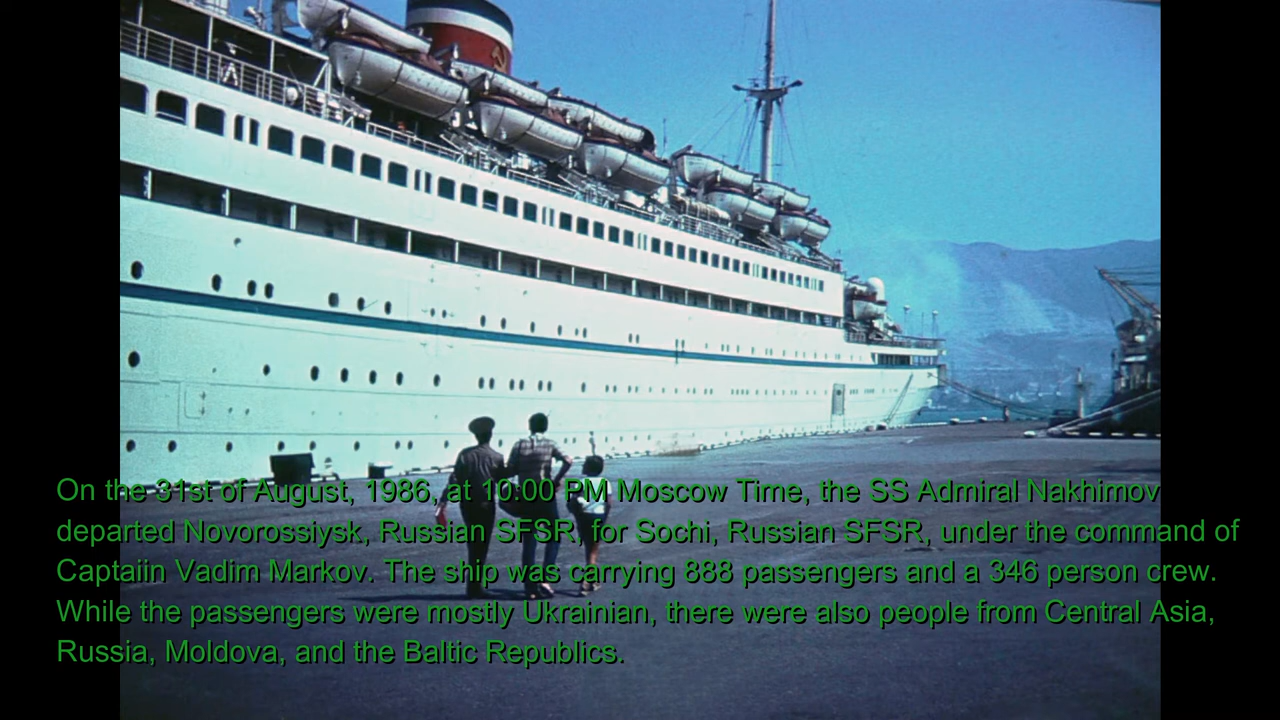 On the 31st of August, 1986, at 10:00 PM Moscow Time, the SS Admiral Nakhimov
departed Novorossiysk, Russian SFSR, for Sochi, Russian SFSR, under the command of
Captaiin Vadim Markov. The ship was carrying 888 passengers and a 346 person crew.
While the passengers were mostly Ukrainian, there were also people from Central Asia,
Russia, Moldova, and the Baltic Republics.